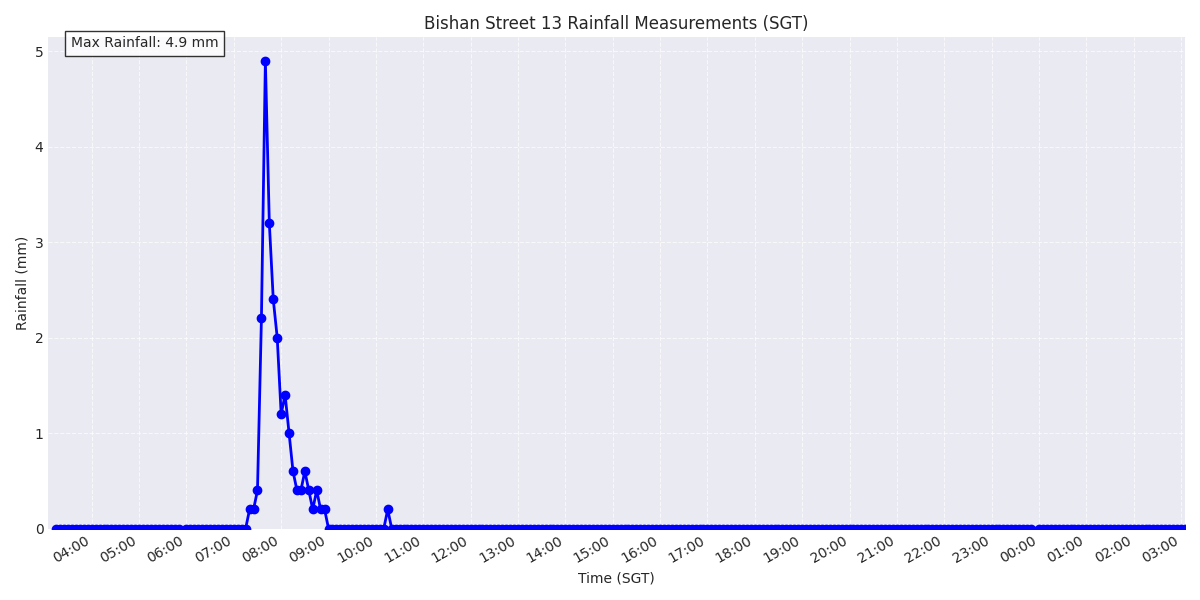 Bishan Street 13 Rainfall Measurements (SGT)
Max Rainfall: 4.9 mm
5
4
3
2
1
0
Rainfall (mm)
04:00 05:00 06:00 07:00 08:00 09:00 10:00 11:00 12:00 13:00 14:00 15:00 16:00 17:00 18:00 19:00 20:00 21:00 22:00 23:00 00:00 01:00 02:00 03:00
Time (SGT)